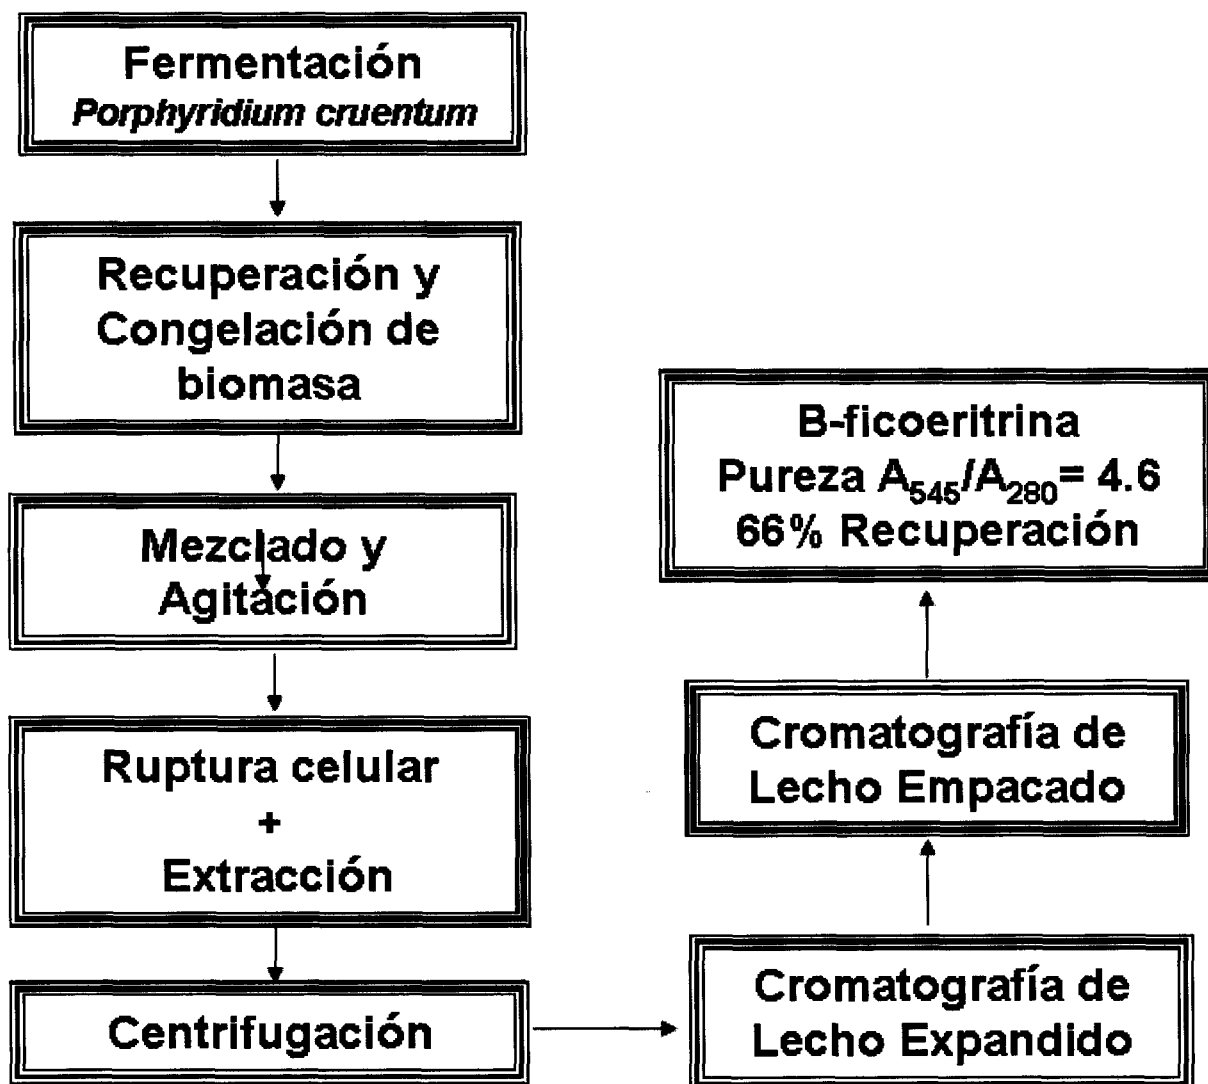 Fermentación
Porphyridium cruentum
Recuperación y
Congelación de
biomasa
Mezclado y
Agitación
Ruptura celular
+
Extracción
Centrifugación
Cromatografía de
Lecho Expandido
Cromatografía de
Lecho Empacado
B-ficoeritrina
Pureza A₅₄₅/A₂₈₀= 4.6
66% Recuperación